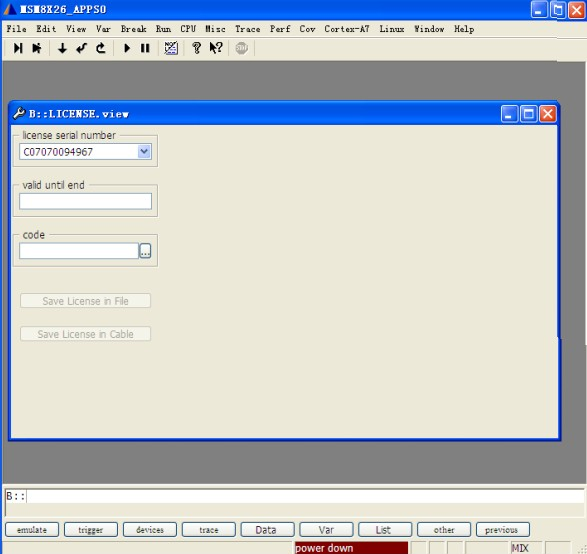 MSM8X26_APPS0
File Edit View Var Break Run CPU Misc Trace Perf Cov Cortex-A7 Linux Window Help
B::LICENSE.view
license serial number
C07070094967
valid until end
code
...
Save License in File
Save License in Cable
B::
emulate trigger devices trace Data Var List other previous
power down MIX